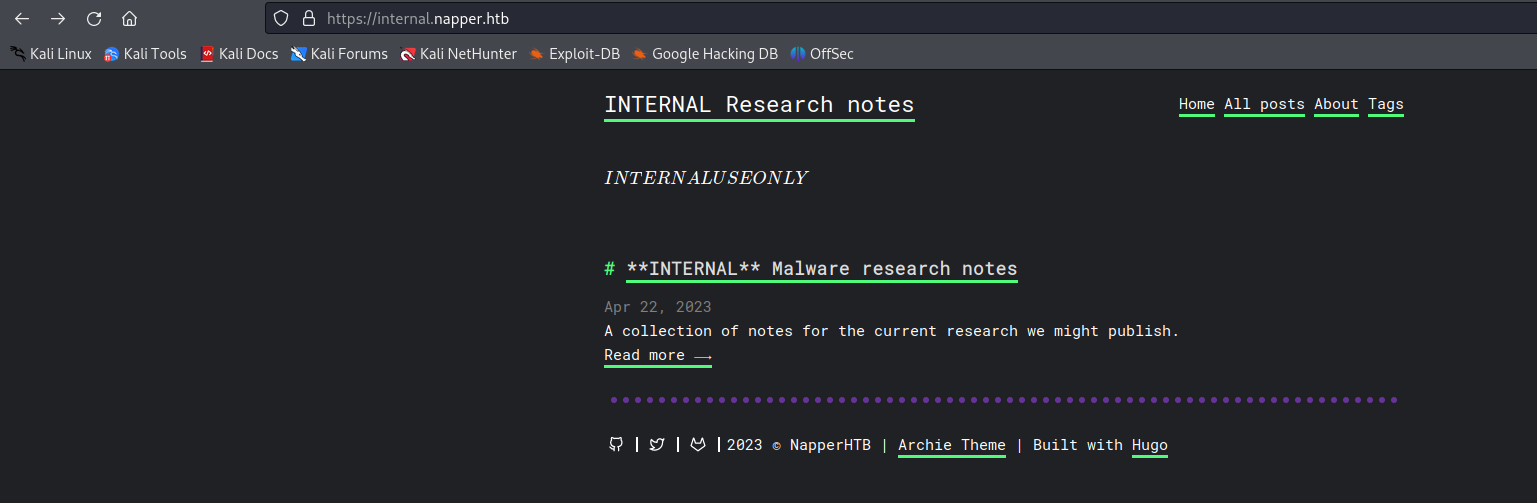 https://internal.napper.htb
Kali Linux Kali Tools Kali Docs Kali Forums Kali NetHunter Exploit-DB Google Hacking DB OffSec
INTERNAL Research notes Home All posts About Tags
INTERNALUSEONLY
# **INTERNAL** Malware research notes
Apr 22, 2023
A collection of notes for the current research we might publish.
Read more ⟶
| | | 2023 © NapperHTB | Archie Theme | Built with Hugo